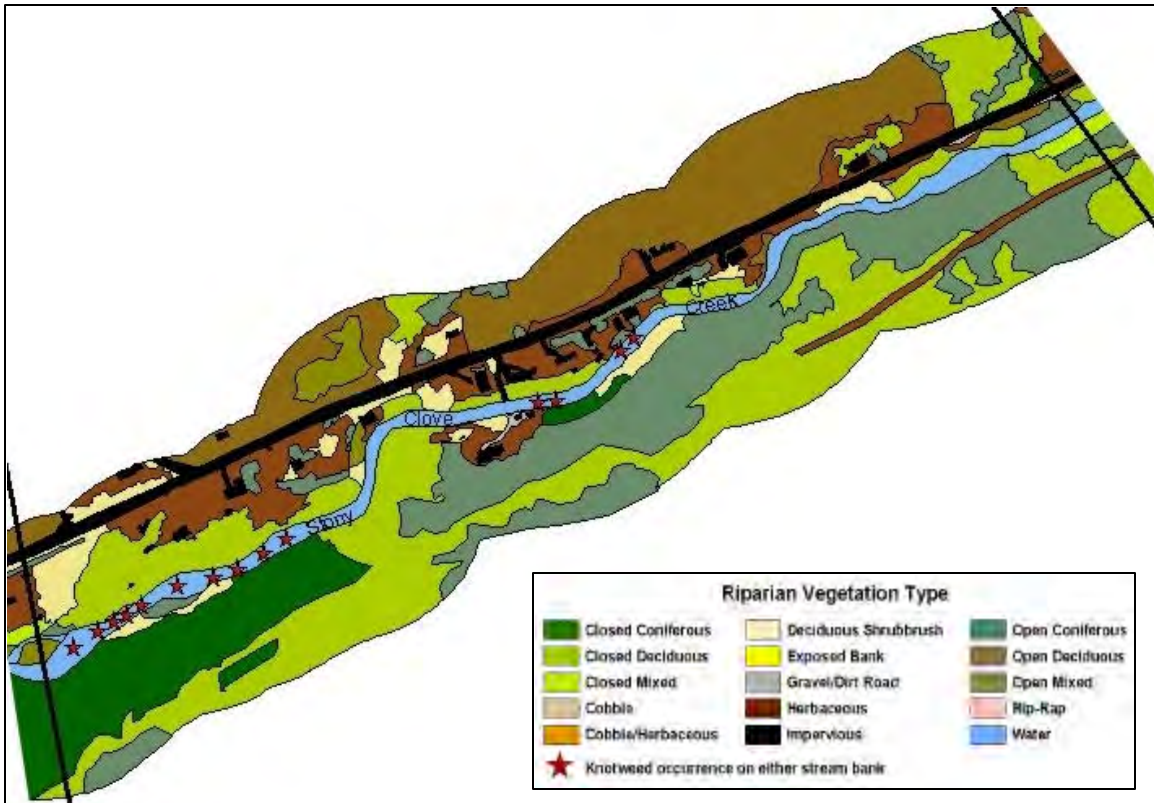 Creek
Clove
Stony
Riparian Vegetation Type
Closed Coniferous
Deciduous Shrubbrush
Open Coniferous
Closed Deciduous
Exposed Bank
Open Deciduous
Closed Mixed
Gravel/Dirt Road
Open Mixed
Cobble
Herbaceous
Rip-Rap
Cobble/Herbaceous
Impervious
Water
Knotweed occurrence on either stream bank